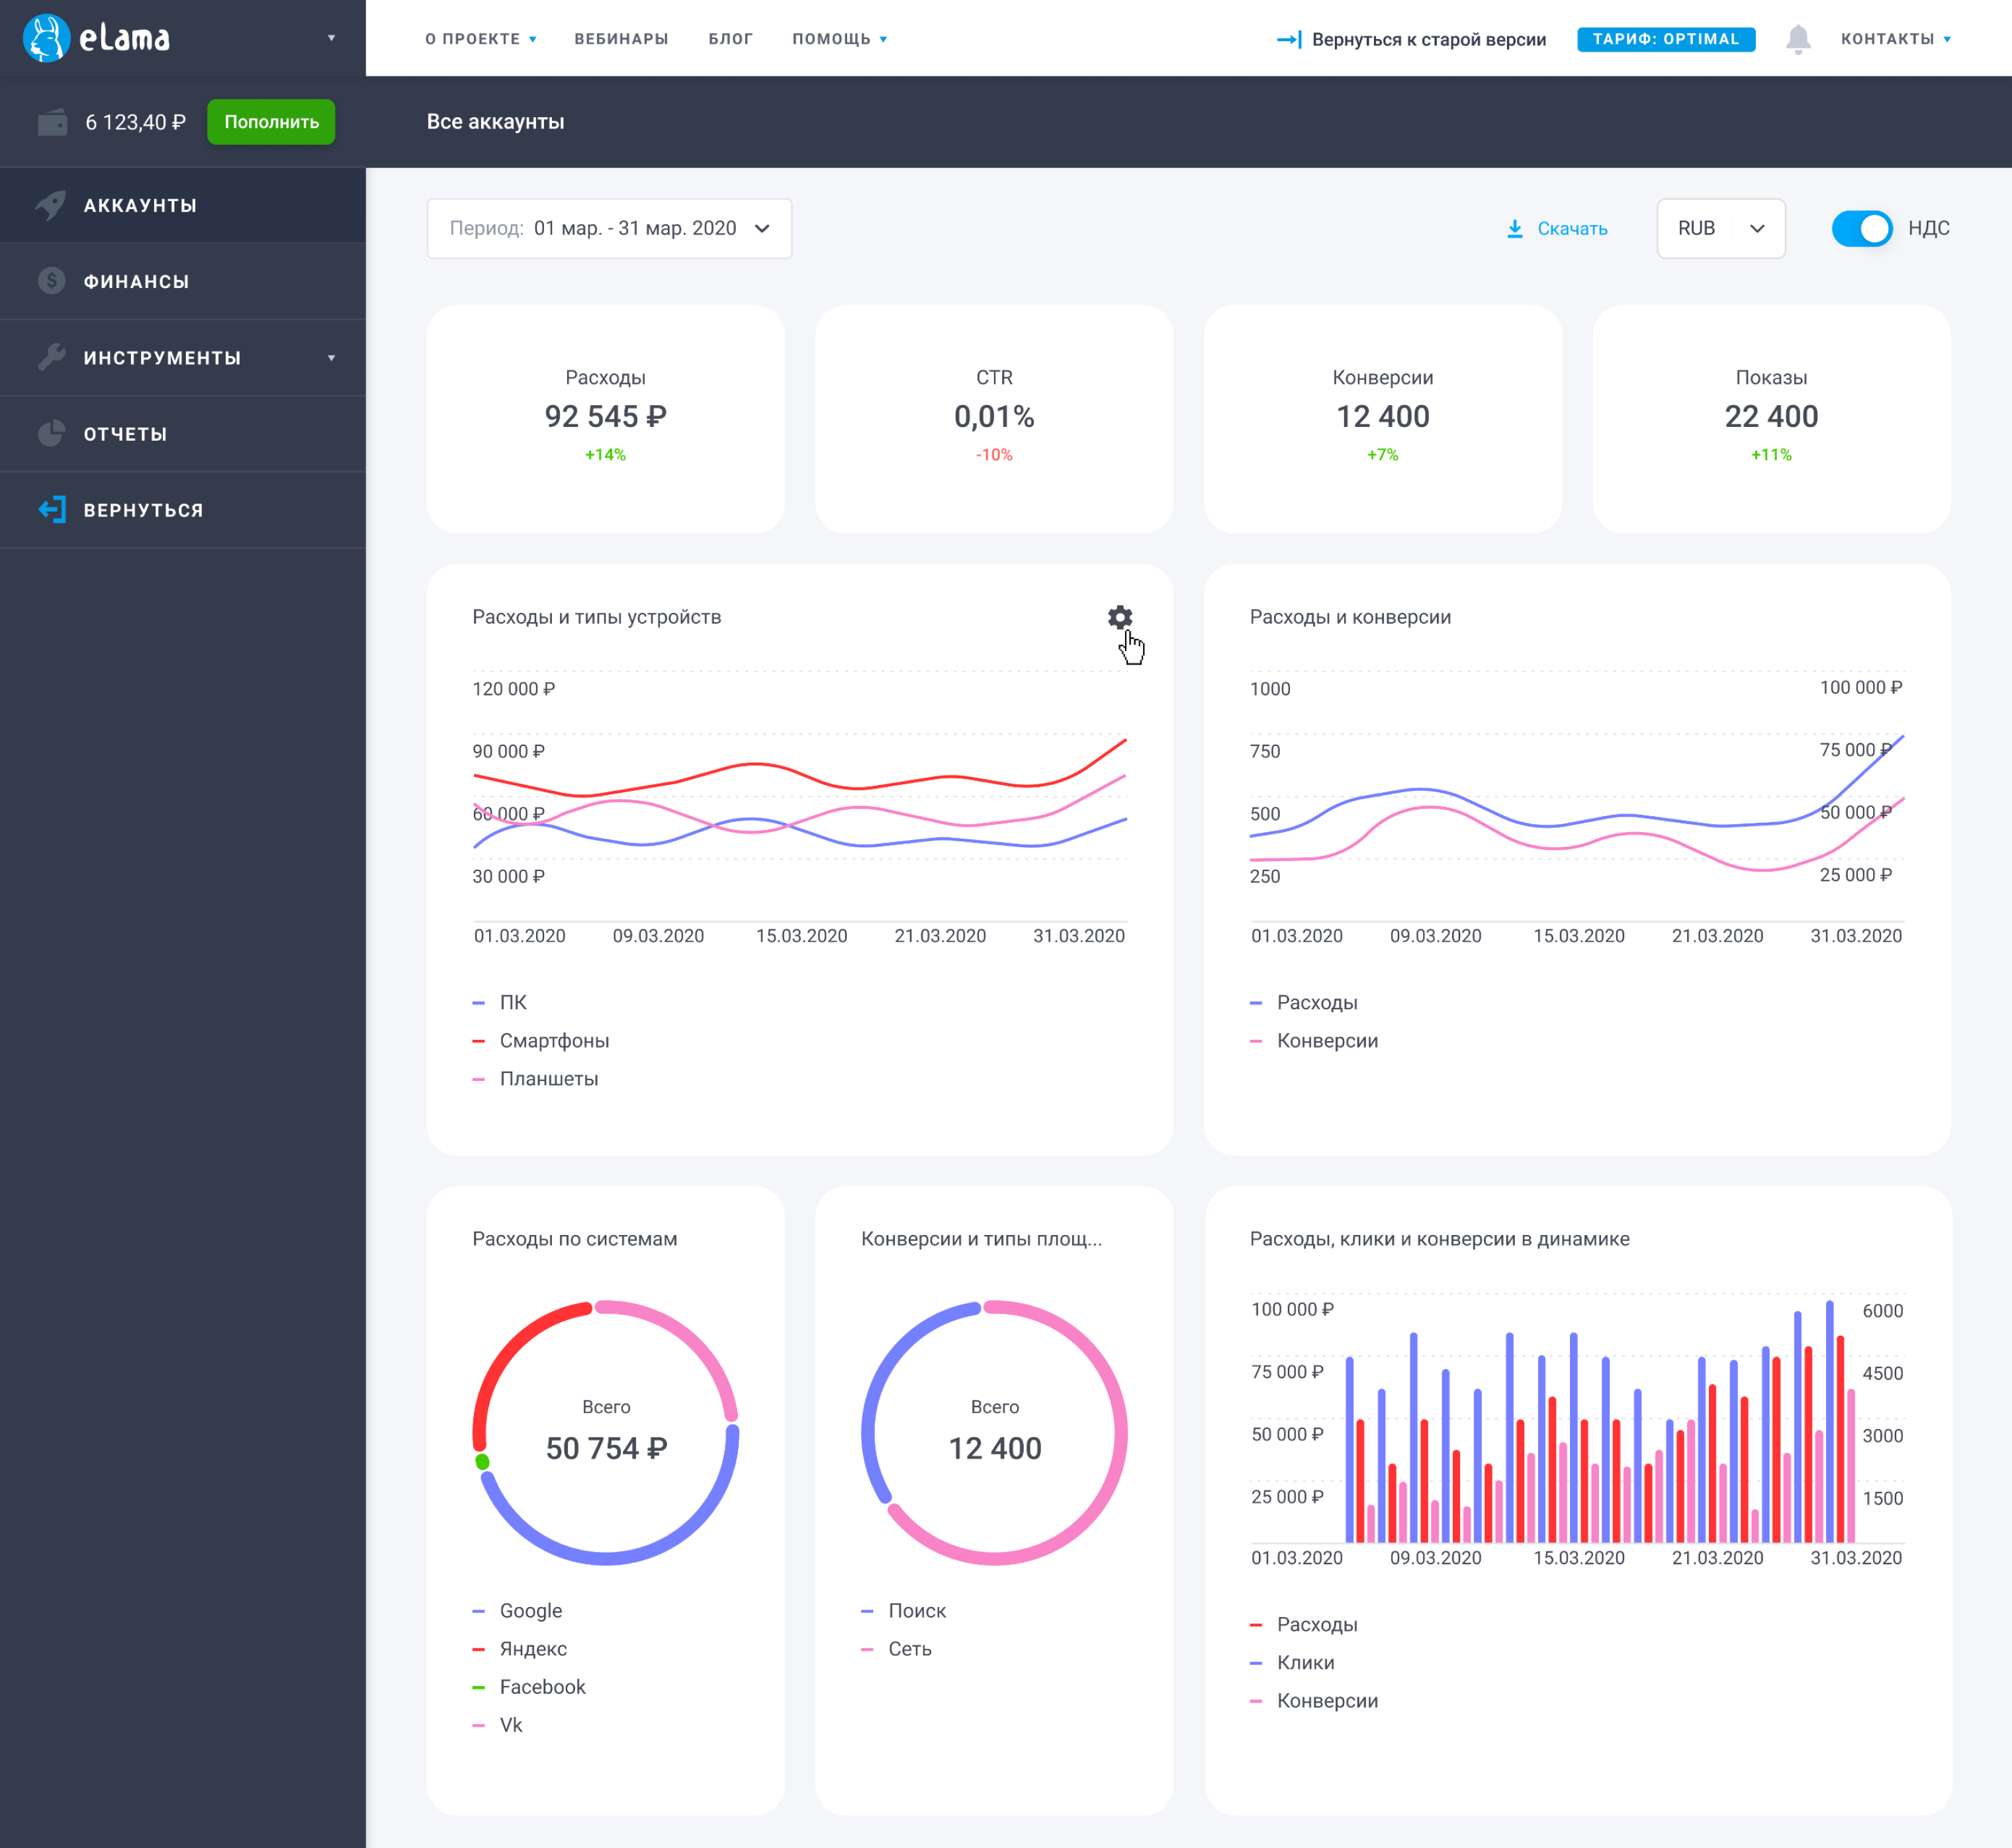 eLama
О ПРОЕКТЕ
ВЕБИНАРЫ
БЛОГ
ПОМОЩЬ
Вернуться к старой версии
ТАРИФ: OPTIMAL
КОНТАКТЫ
6 123,40 ₽
Пополнить
Все аккаунты
АККАУНТЫ
ФИНАНСЫ
ИНСТРУМЕНТЫ
ОТЧЕТЫ
ВЕРНУТЬСЯ
Период: 01 мар. - 31 мар. 2020
Скачать
RUB
НДС
Расходы
92 545 ₽
+14%
CTR
0,01%
-10%
Конверсии
12 400
+7%
Показы
22 400
+11%
Расходы и типы устройств
120 000 ₽
90 000 ₽
60 000 ₽
30 000 ₽
01.03.2020 09.03.2020 15.03.2020 21.03.2020 31.03.2020
ПК
Смартфоны
Планшеты
Расходы и конверсии
1000 100 000 ₽
750 75 000 ₽
500 50 000 ₽
250 25 000 ₽
01.03.2020 09.03.2020 15.03.2020 21.03.2020 31.03.2020
Расходы
Конверсии
Расходы по системам
Всего
50 754 ₽
Google
Яндекс
Facebook
Vk
Конверсии и типы площ...
Всего
12 400
Поиск
Сеть
Расходы, клики и конверсии в динамике
100 000 ₽ 6000
75 000 ₽ 4500
50 000 ₽ 3000
25 000 ₽ 1500
01.03.2020 09.03.2020 15.03.2020 21.03.2020 31.03.2020
Расходы
Клики
Конверсии